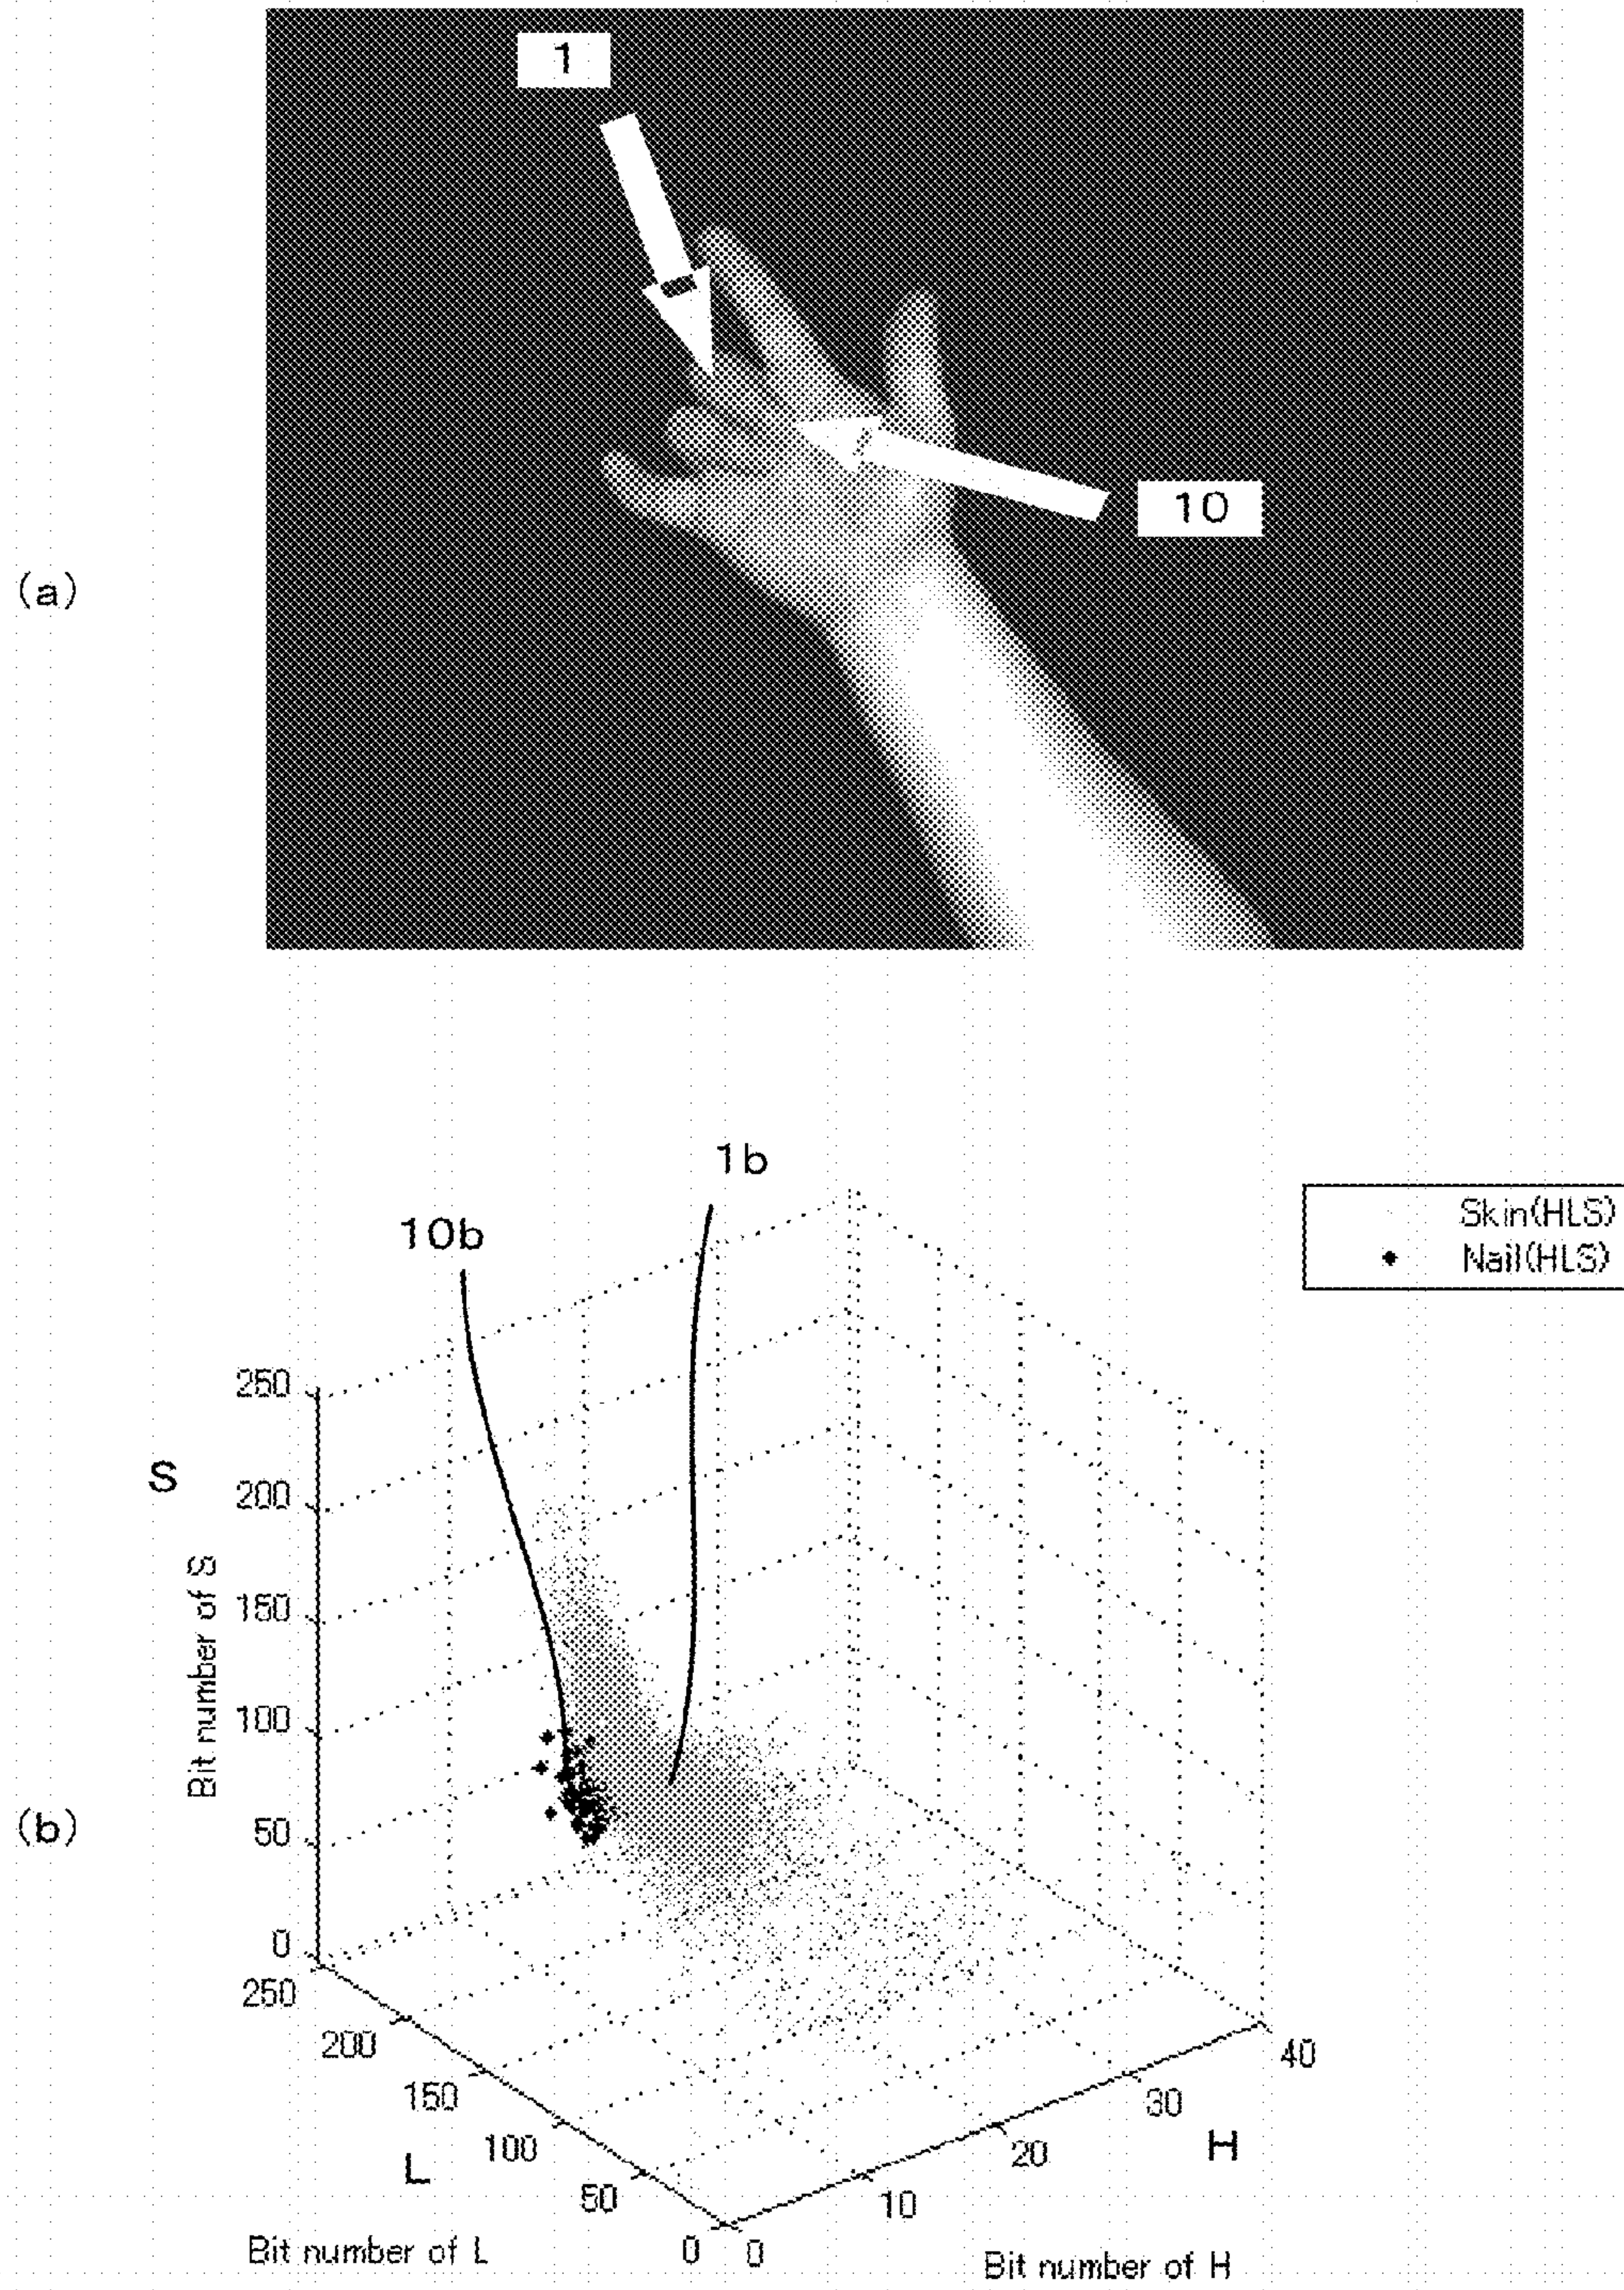 1
10
(a)
1b
10b
Skin(HLS)
Nail(HLS)
250
S
200
150
Bit number of S
100
50
(b)
0
250
200
150
100
50
0
L
Bit number of L
0
10
20
30
40
H
Bit number of H